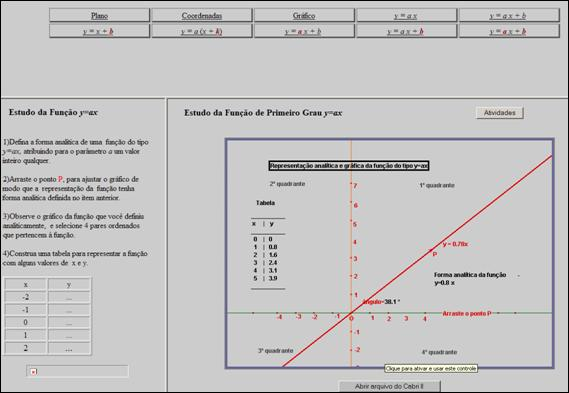 Plano Coordenadas Gráfico y = a x y = a x + b
y = x + b y = a (x + k) y = a x + b y = a x + b y = a x + b
Estudo da Função y=ax
1)Defina a forma analítica de uma função do tipo
y=ax, atribuindo para o parâmetro a um valor
inteiro qualquer.
2)Arraste o ponto P, para ajustar o gráfico de
modo que a representação da função tenha
forma analítica definida no item anterior.
3)Observe o gráfico da função que você definiu
analiticamente, e selecione 4 pares ordenados
que pertencem à função.
4)Construa uma tabela para representar a função
com alguns valores de x e y.
x y
-2 ...
-1 ...
0 ...
1 ...
2 ...
Estudo da Função de Primeiro Grau y=ax
Atividades
Representação analítica e gráfica da função do tipo y=ax
2º quadrante
1º quadrante
Tabela
x | y
0 | 0
1 | 0.8
2 | 1.6
3 | 2.4
4 | 3.1
5 | 3.9
7
6
5
4
3
2
1
y = 0.78x
P
Forma analítica da função
y=0.8 x
Ângulo=38.1 °
-4 -3 -2 -1 0 1 2 3 4
Arraste o ponto P
-1
-2
3º quadrante
4º quadrante
Clique para ativar e usar este controle
Abrir arquivo do Cabri II